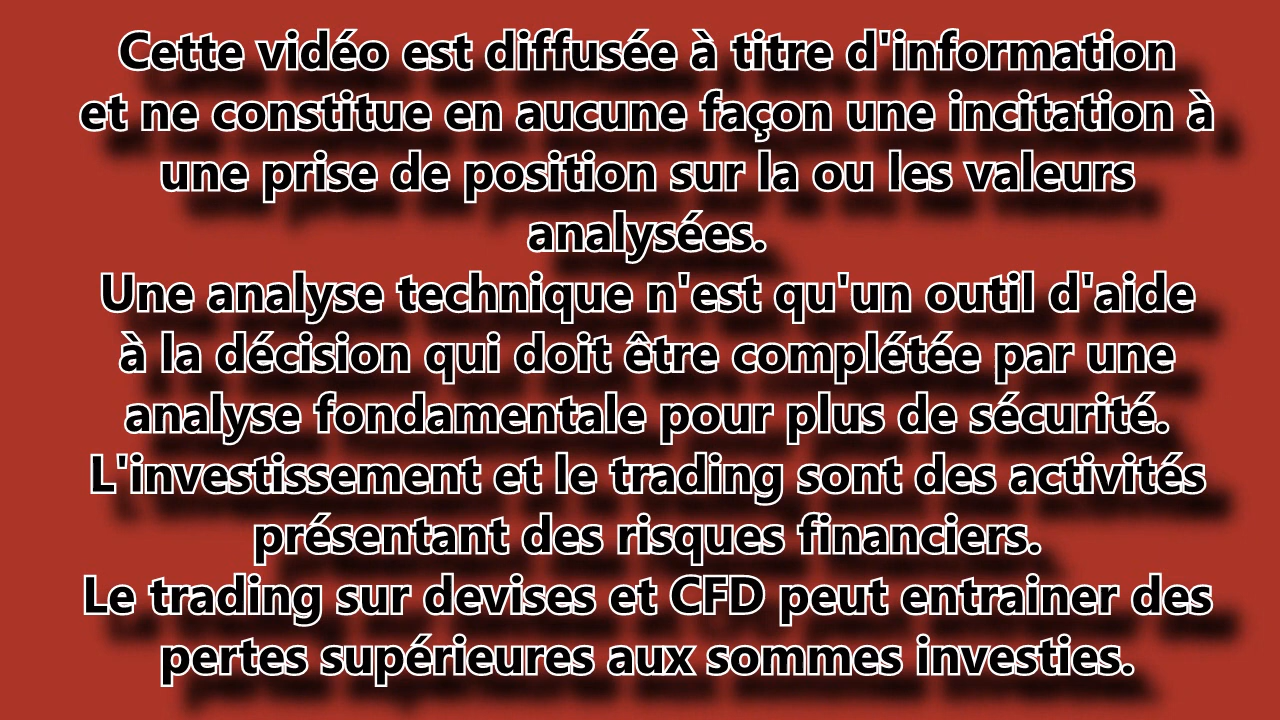 Cette vidéo est diffusée à titre d'information
et ne constitue en aucune façon une incitation à
une prise de position sur la ou les valeurs
analysées.
Une analyse technique n'est qu'un outil d'aide
à la décision qui doit être complétée par une
analyse fondamentale pour plus de sécurité.
L'investissement et le trading sont des activités
présentant des risques financiers.
Le trading sur devises et CFD peut entrainer des
pertes supérieures aux sommes investies.